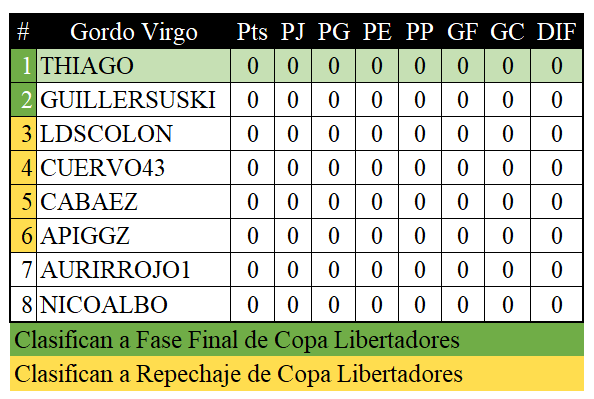 # Gordo Virgo Pts PJ PG PE PP GF GC DIF
1 THIAGO 0 0 0 0 0 0 0 0
2 GUILLERSUSKI 0 0 0 0 0 0 0 0
3 LDSCOLON 0 0 0 0 0 0 0 0
4 CUERVO43 0 0 0 0 0 0 0 0
5 CABAEZ 0 0 0 0 0 0 0 0
6 APIGGZ 0 0 0 0 0 0 0 0
7 AURIRROJO1 0 0 0 0 0 0 0 0
8 NICOALBO 0 0 0 0 0 0 0 0
Clasifican a Fase Final de Copa Libertadores
Clasifican a Repechaje de Copa Libertadores